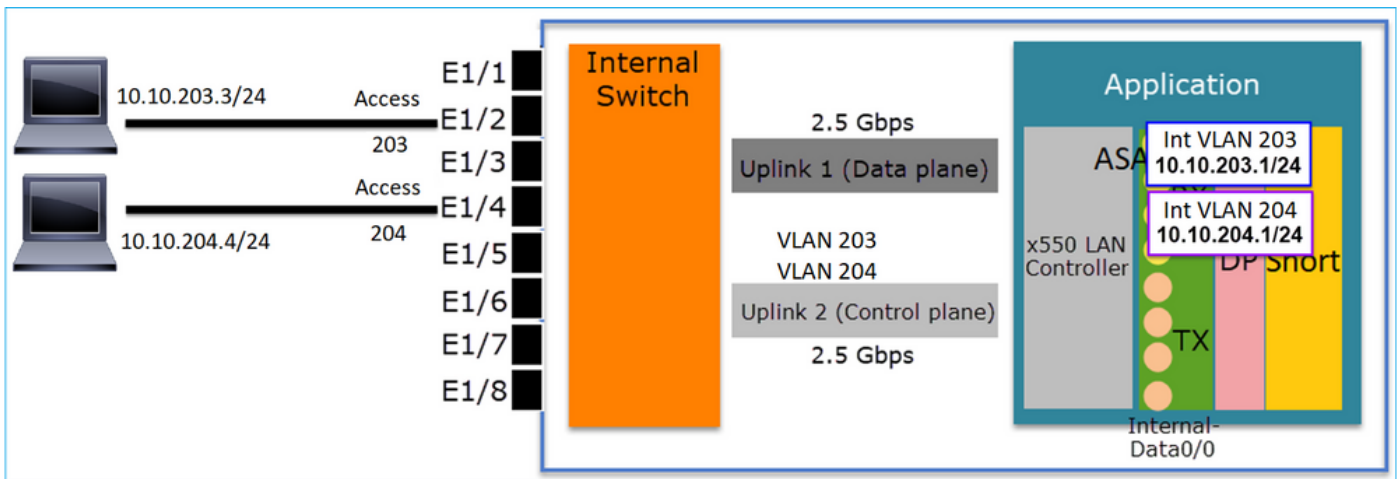 10.10.203.3/24
Access
203
10.10.204.4/24
Access
204
E1/1
E1/2
E1/3
E1/4
E1/5
E1/6
E1/7
E1/8
Internal
Switch
2.5 Gbps
Uplink 1 (Data plane)
VLAN 203
VLAN 204
Uplink 2 (Control plane)
2.5 Gbps
Application
ASA
Int VLAN 203
10.10.203.1/24
Int VLAN 204
10.10.204.1/24
x550 LAN
Controller
DP
Snort
TX
Internal-
Data0/0